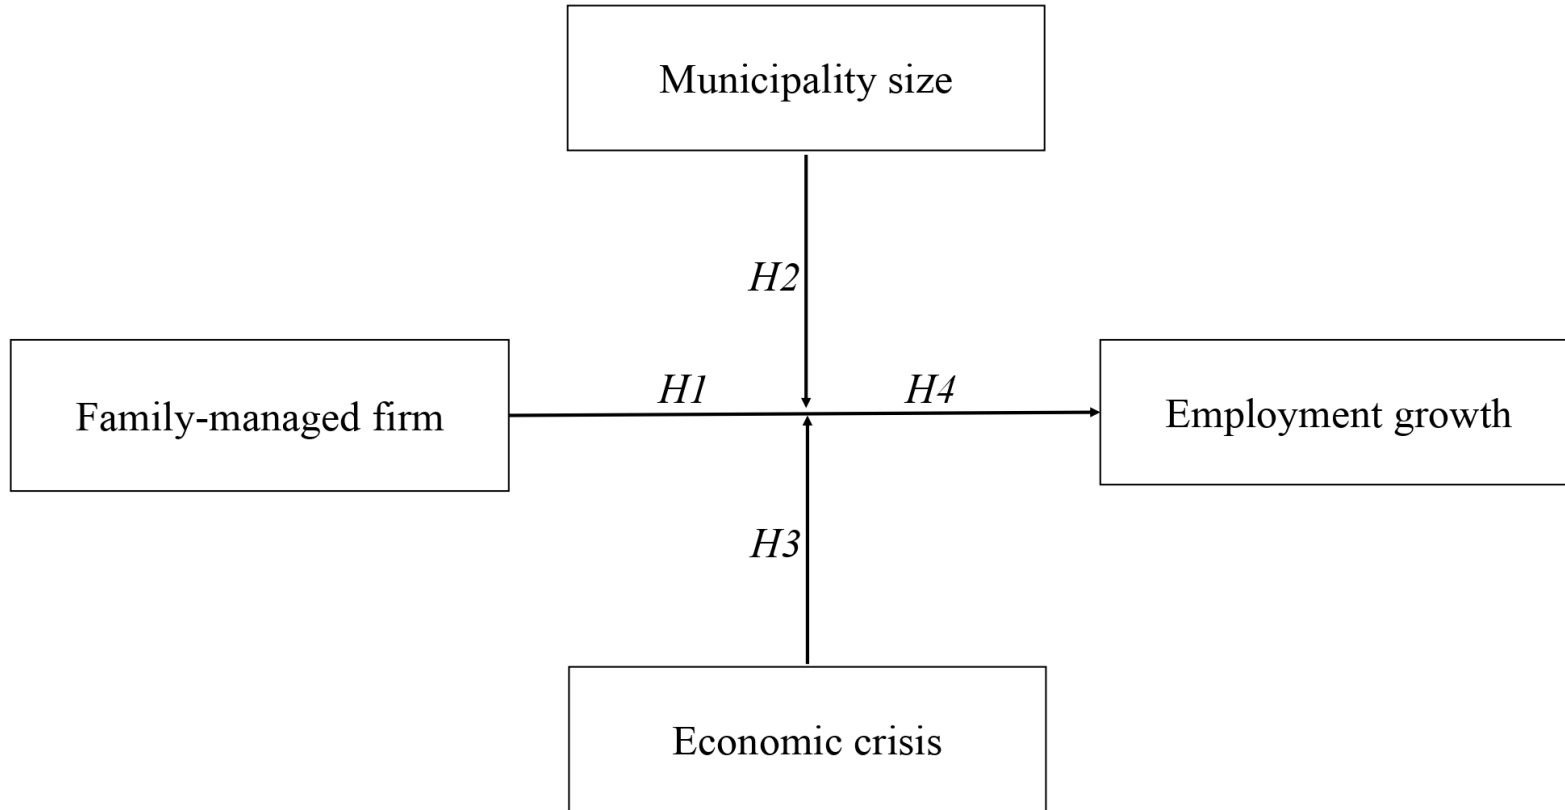 Municipality size
H2
Family-managed firm
H1
H4
Employment growth
H3
Economic crisis